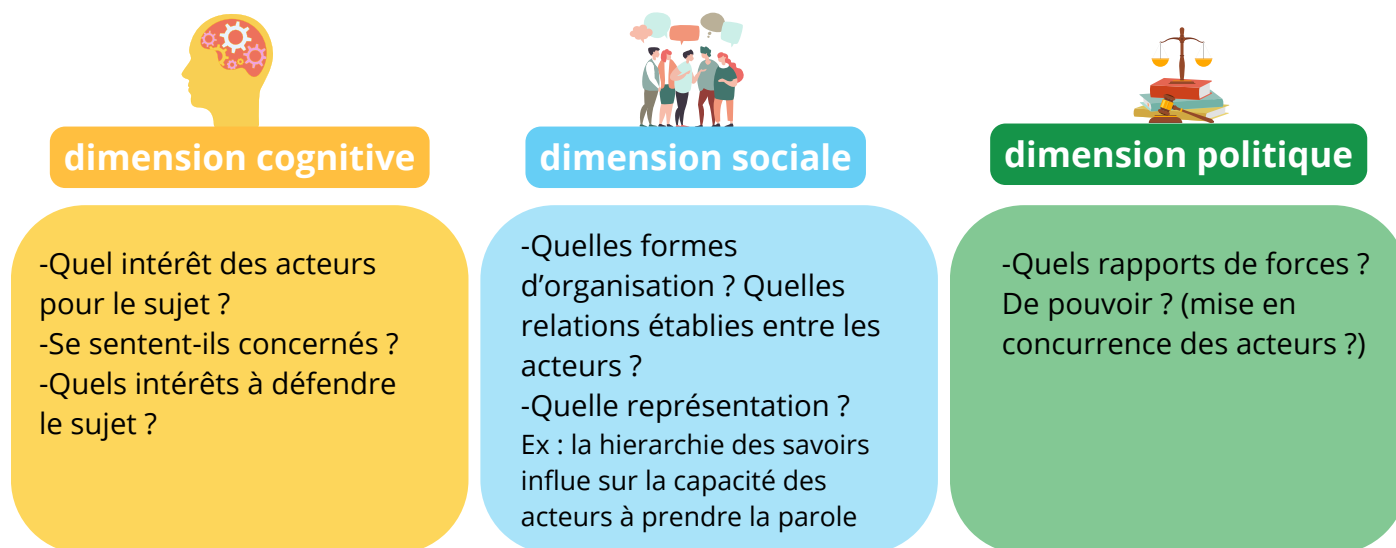 dimension cognitive
-Quel intérêt des acteurs
pour le sujet ?
-Se sentent-ils concernés ?
-Quels intérêts à défendre
le sujet ?
dimension sociale
-Quelles formes
d’organisation ? Quelles
relations établies entre les
acteurs ?
-Quelle représentation ?
Ex : la hierarchie des savoirs
influe sur la capacité des
acteurs à prendre la parole
dimension politique
-Quels rapports de forces ?
De pouvoir ? (mise en
concurrence des acteurs ?)